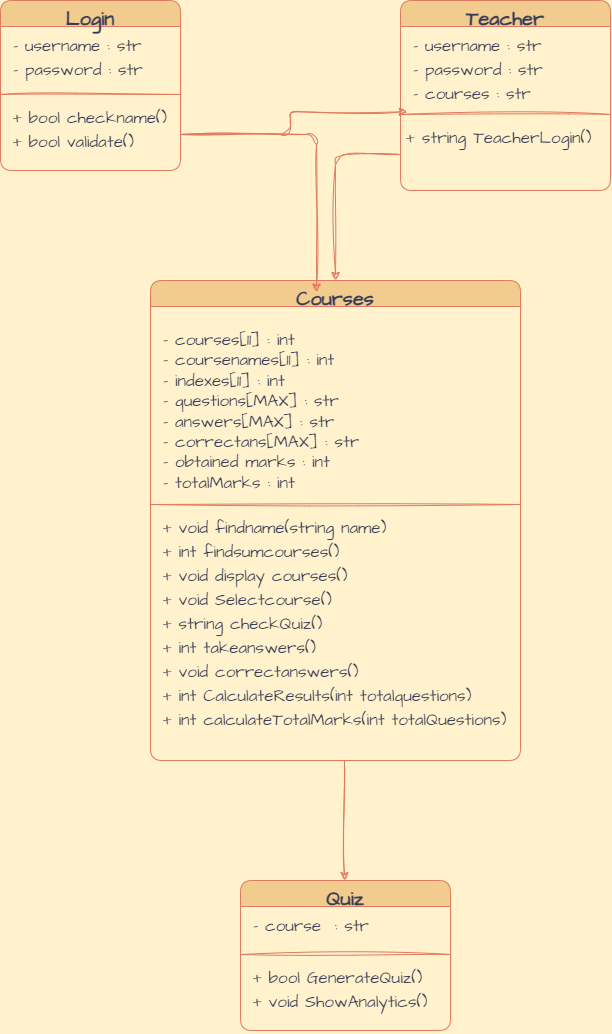 Login
- username : str
- password : str
+ bool checkname()
+ bool validate()
Teacher
- username : str
- password : str
- courses : str
+ string TeacherLogin()
Courses
- courses[11] : int
- coursenames[11] : int
- indexes[11] : int
- questions[MAX] : str
- answers[MAX] : str
- correctans[MAX] : str
- obtained marks : int
- totalMarks : int
+ void findname(string name)
+ int findsumcourses()
+ void display courses()
+ void Selectcourse()
+ string checkQuiz()
+ int takeanswers()
+ void correctanswers()
+ int CalculateResults(int totalquestions)
+ int calculateTotalMarks(int totalQuestions)
Quiz
- course : str
+ bool GenerateQuiz()
+ void ShowAnalytics()